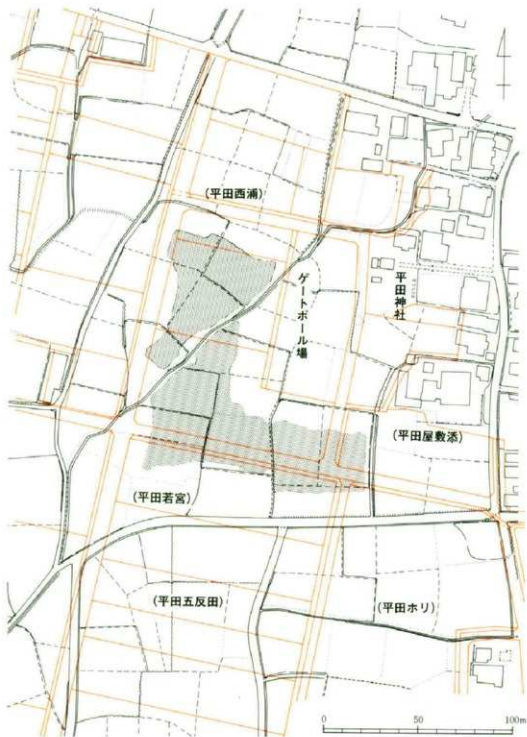 (平田西浦)
ゲートボール場
平田神社
(平田屋敷添)
(平田若宮)
(平田五反田)
(平田ホリ)
0 50 100m